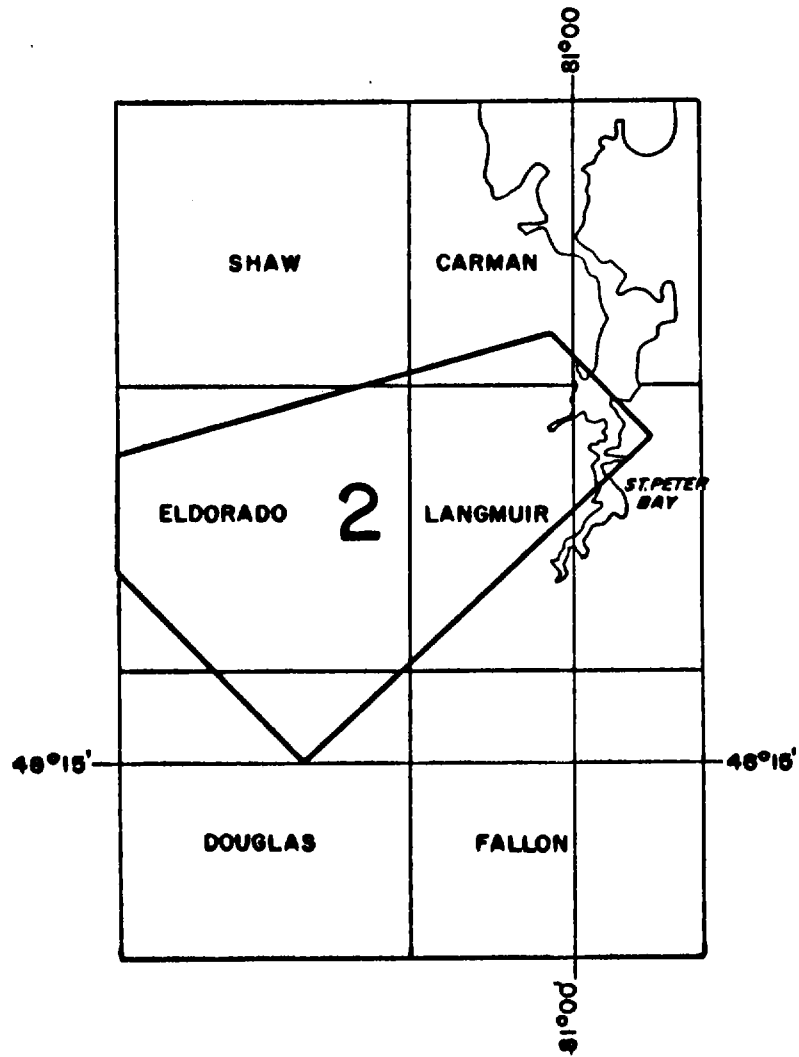 81°00
SHAW CARMAN
ELDORADO 2 LANGMUIR
ST. PETER
BAY
48°15' 48°15'
DOUGLAS FALLON
81°00'